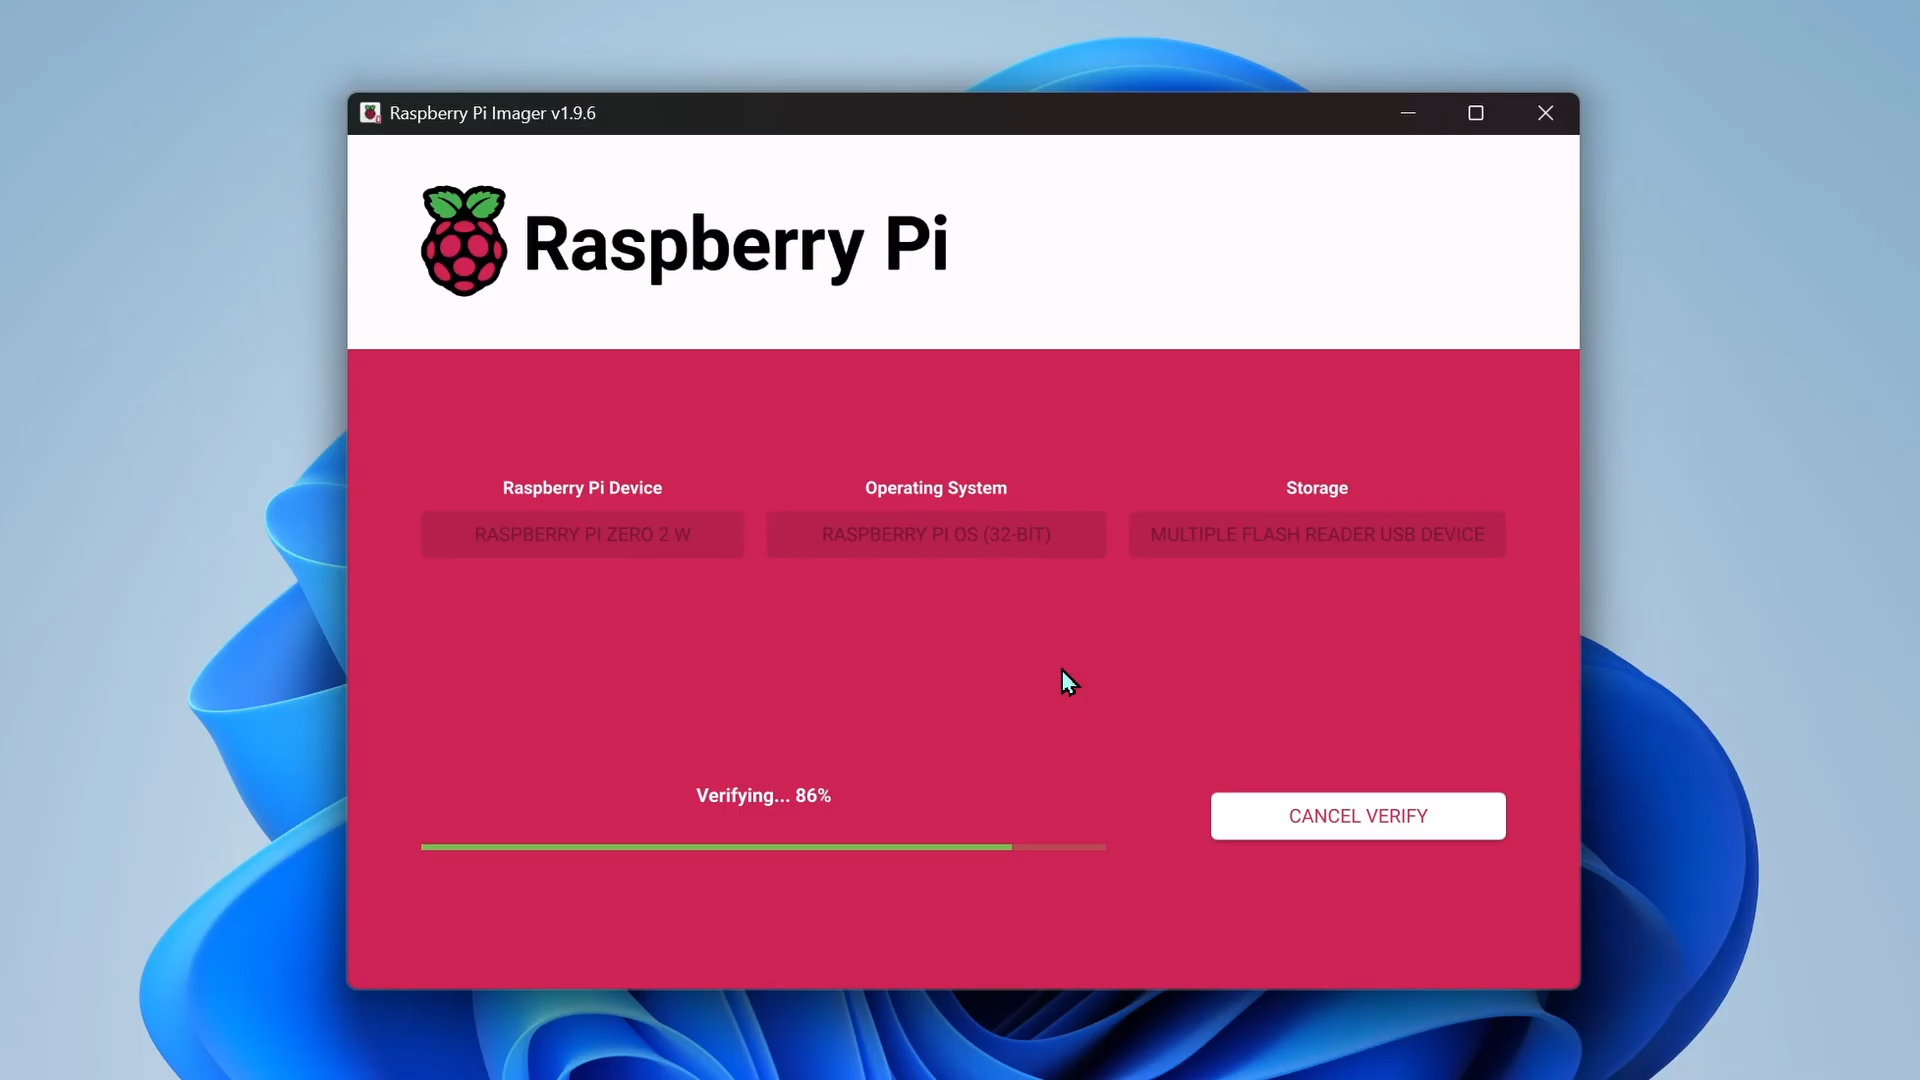 Raspberry Pi Imager v1.9.6
Raspberry Pi
Raspberry Pi Device
Operating System
Storage
RASPBERRY PI ZERO 2 W
RASPBERRY PI OS (32-BIT)
MULTIPLE FLASH READER USB DEVICE
Verifying... 86%
CANCEL VERIFY